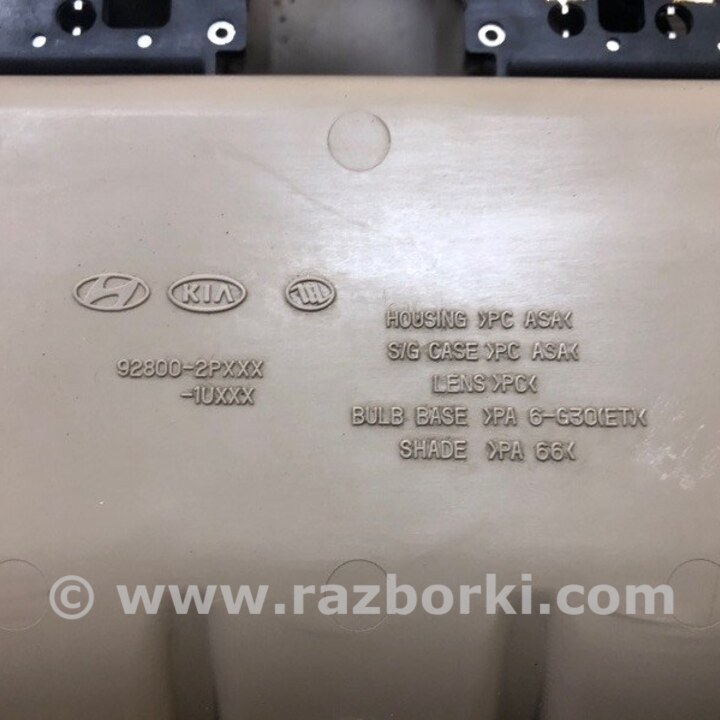 KIA
92800-2PXXX
-1UXXX
HOUSING >PC ASA<
S/G CASE >PC ASA<
LENS >PC<
BULB BASE >PA 6-G30(ET)<
SHADE >PA 66<
© www.razborki.com